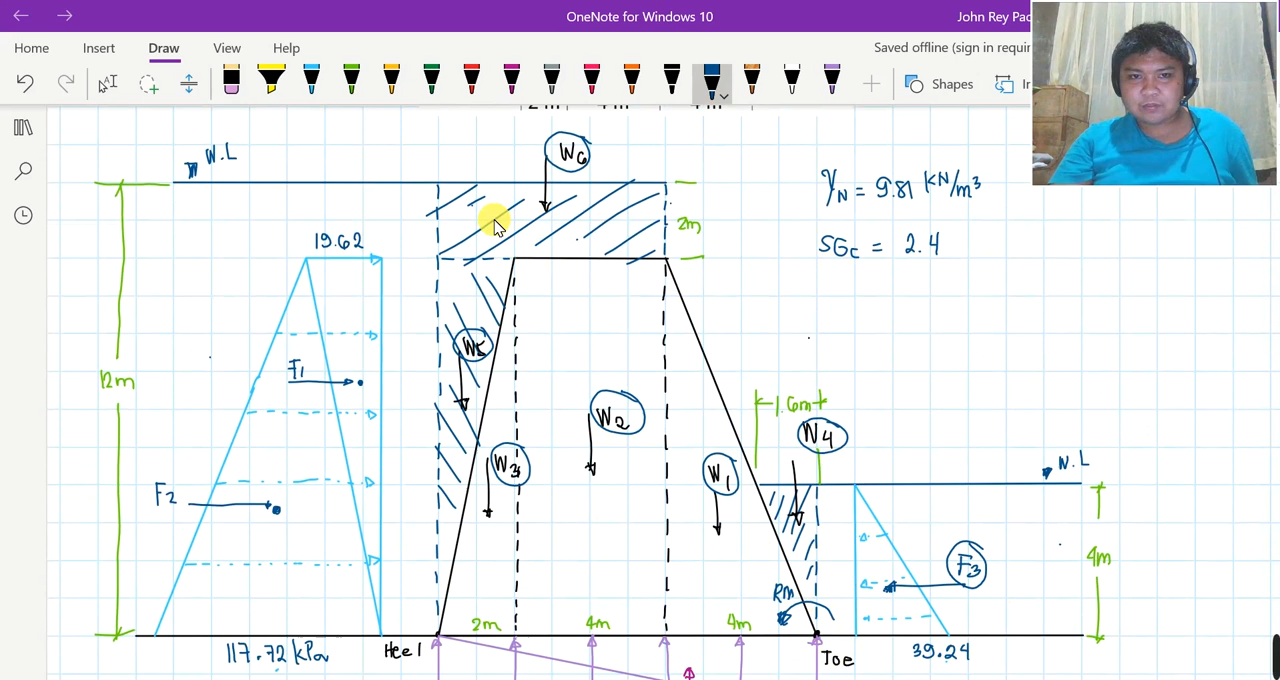 OneNote for Windows 10
John Rey Pac
Home Insert Draw View Help
Saved offline (sign in requir
Shapes In
W.L
W6
γN = 9.81 KN/m³
2m
SGc = 2.4
19.62
W5
12m
F1
W2
1.6m
W4
W3
W1
W.L
F2
F3
4m
RM
2m 4m 4m
117.72 kPa Heel
Toe 39.24